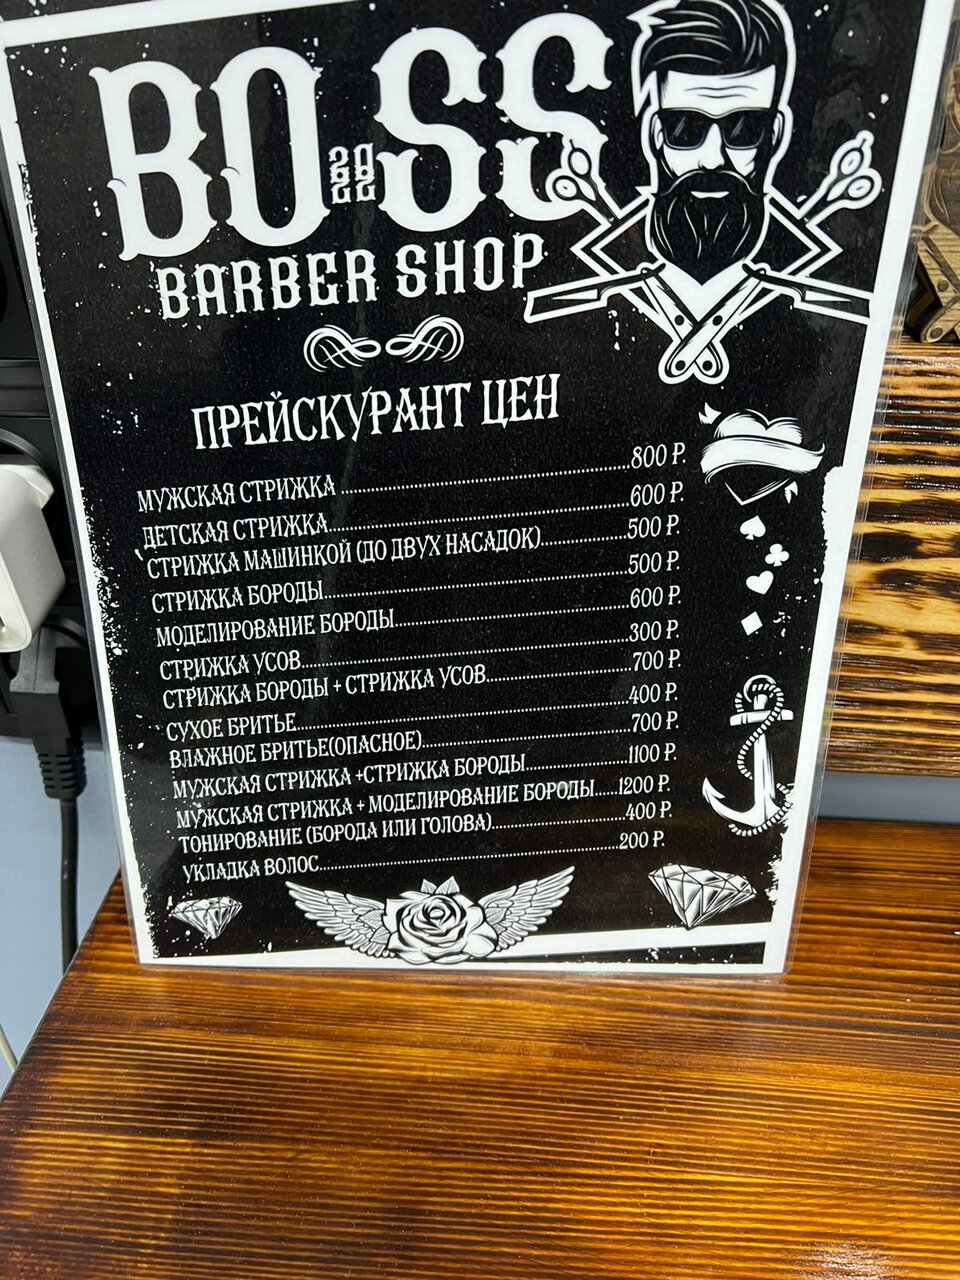 BOSS
20
22
BARBER SHOP
ПРЕЙСКУРАНТ ЦЕН
МУЖСКАЯ СТРИЖКА ........ 800 Р.
ДЕТСКАЯ СТРИЖКА........ 600 Р.
СТРИЖКА МАШИНКОЙ (ДО ДВУХ НАСАДОК)........ 500 Р.
СТРИЖКА БОРОДЫ........ 500 Р.
МОДЕЛИРОВАНИЕ БОРОДЫ........ 600 Р.
СТРИЖКА УСОВ........ 300 Р.
СТРИЖКА БОРОДЫ + СТРИЖКА УСОВ........ 700 Р.
СУХОЕ БРИТЬЕ........ 400 Р.
ВЛАЖНОЕ БРИТЬЕ(ОПАСНОЕ)........ 700 Р.
МУЖСКАЯ СТРИЖКА +СТРИЖКА БОРОДЫ........ 1100 Р.
МУЖСКАЯ СТРИЖКА + МОДЕЛИРОВАНИЕ БОРОДЫ...... 1200 Р.
ТОНИРОВАНИЕ (БОРОДА ИЛИ ГОЛОВА)........ 400 Р.
УКЛАДКА ВОЛОС........ 200 Р.